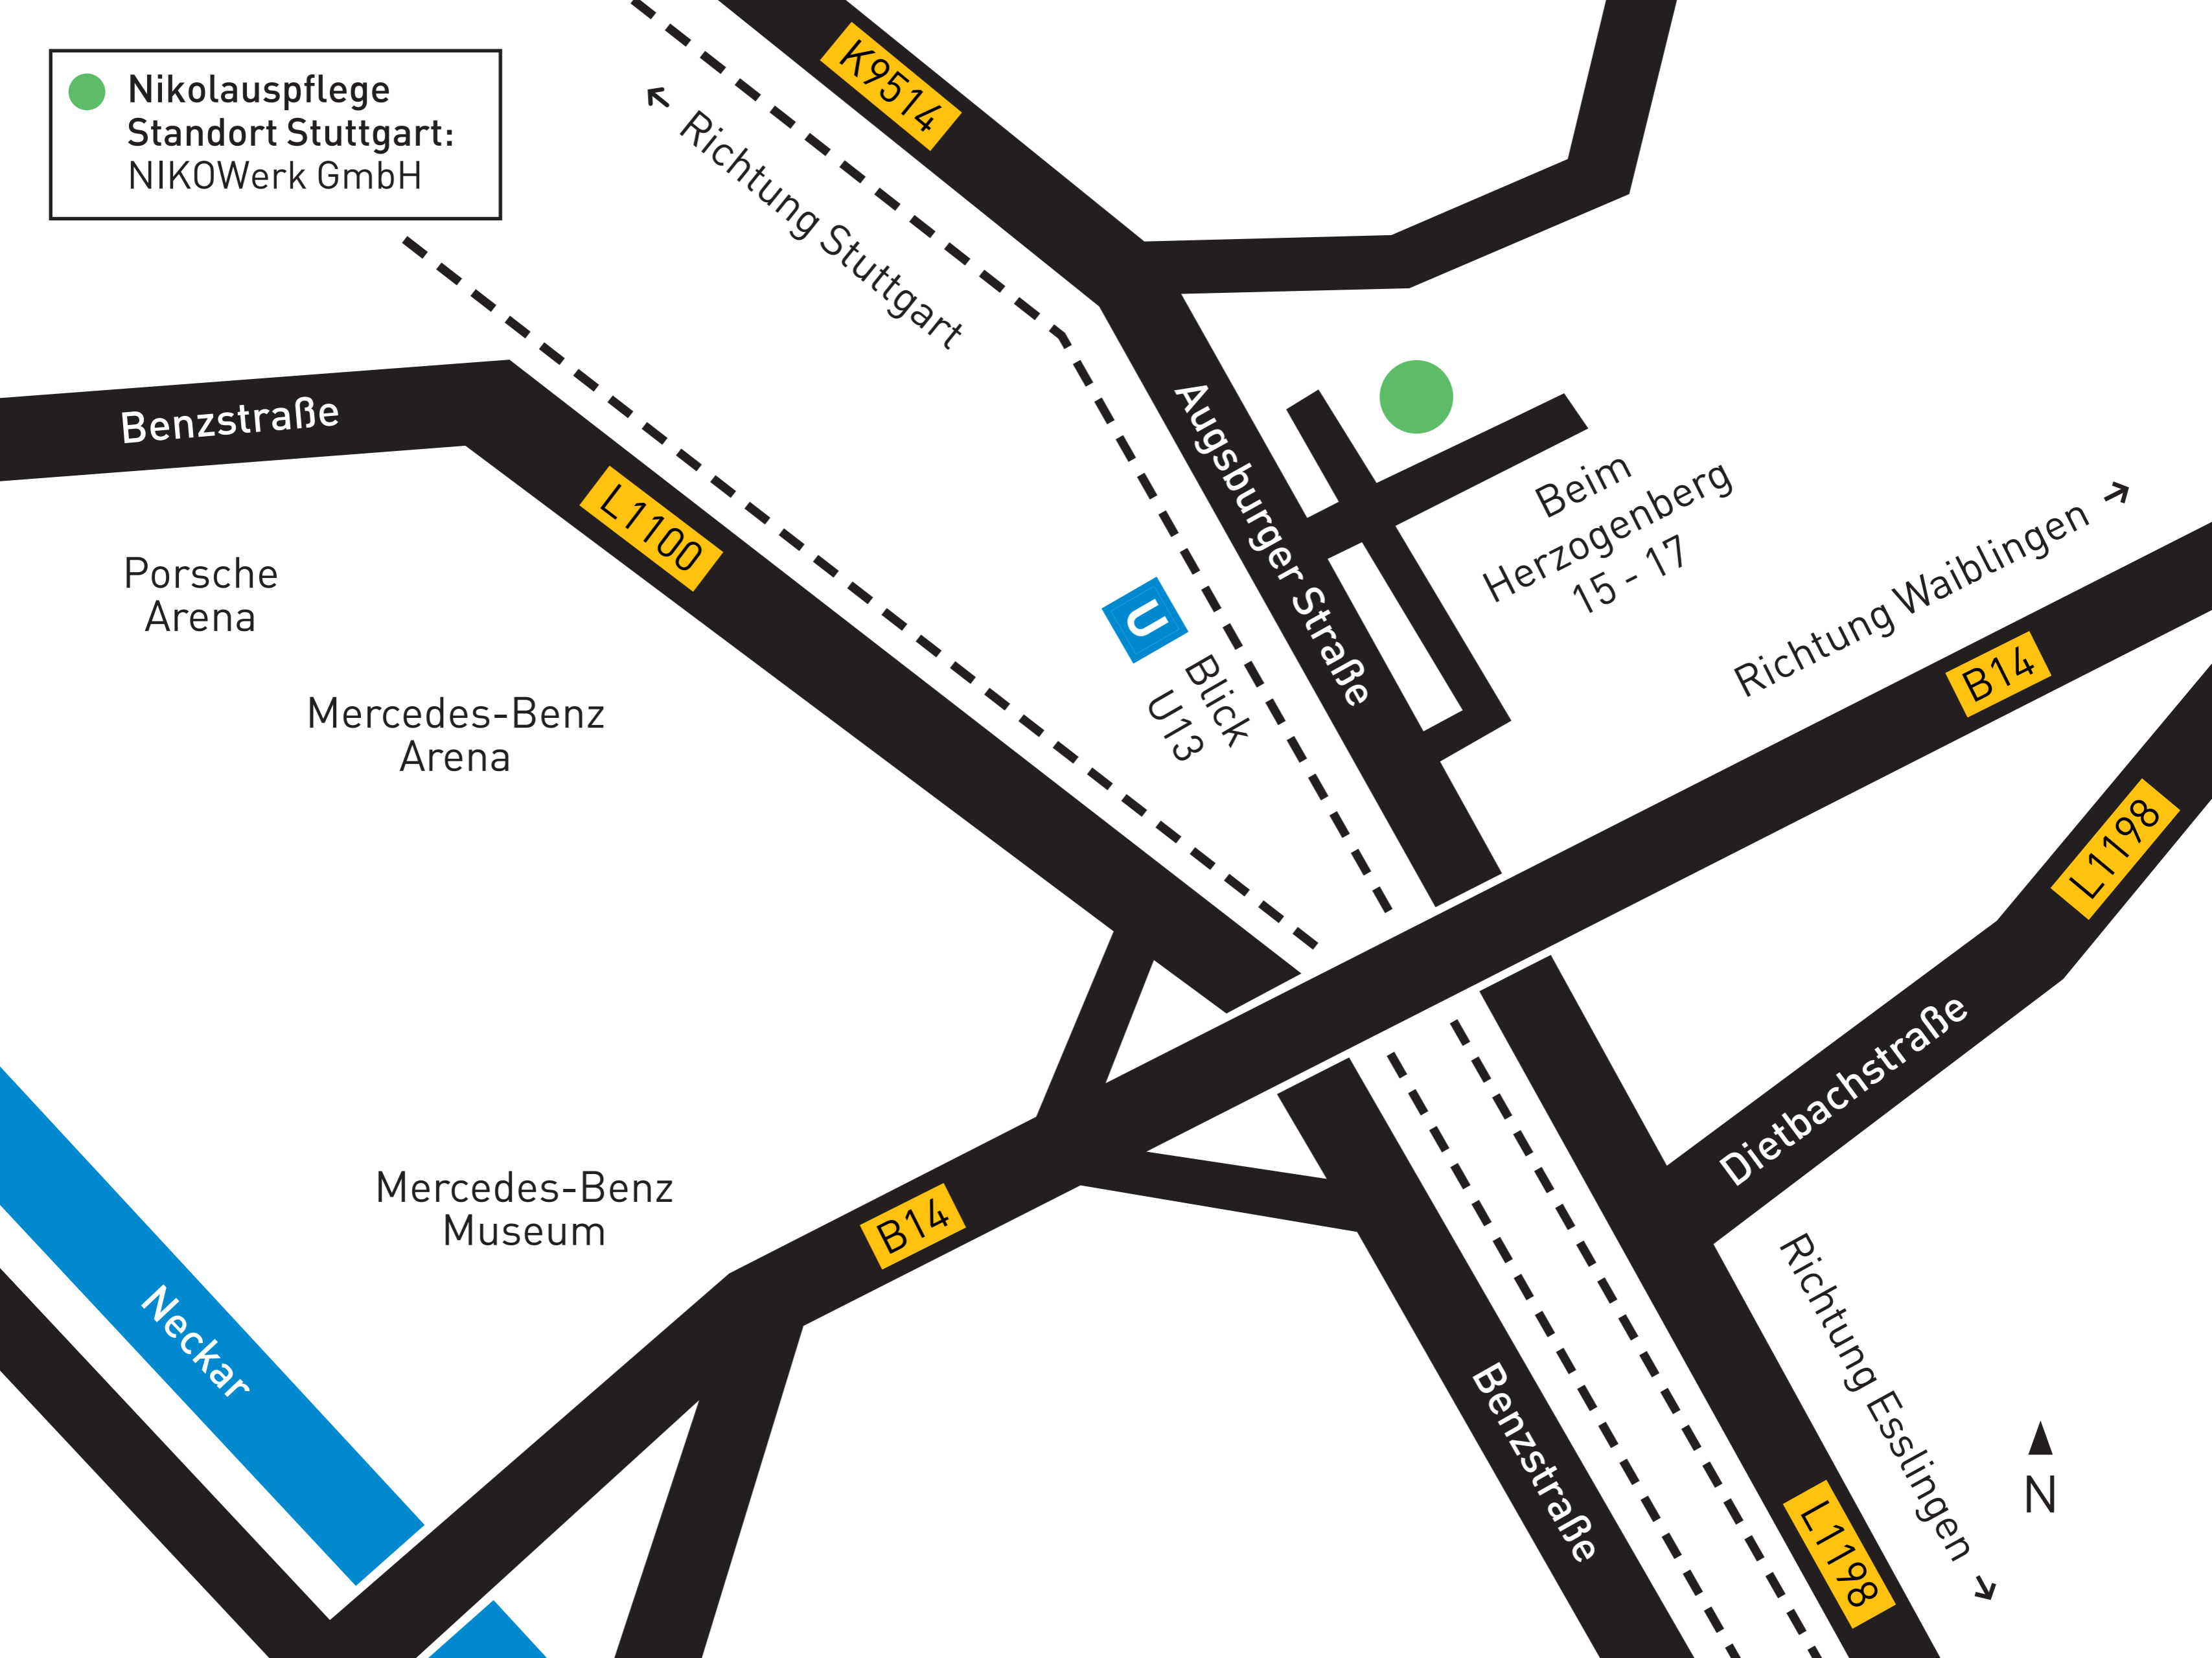 Nikolauspflege
Standort Stuttgart:
NIKOWerk GmbH
K9514
← Richtung Stuttgart
Benzstraße
L1100
Augsburger Straße
Beim
Herzogenberg
15 - 17
Richtung Waiblingen →
B14
Porsche
Arena
U
Blick
U13
Mercedes-Benz
Arena
L1198
Dietbachstraße
Mercedes-Benz
Museum
B14
Neckar
Richtung Esslingen →
Benzstraße
L1198
N